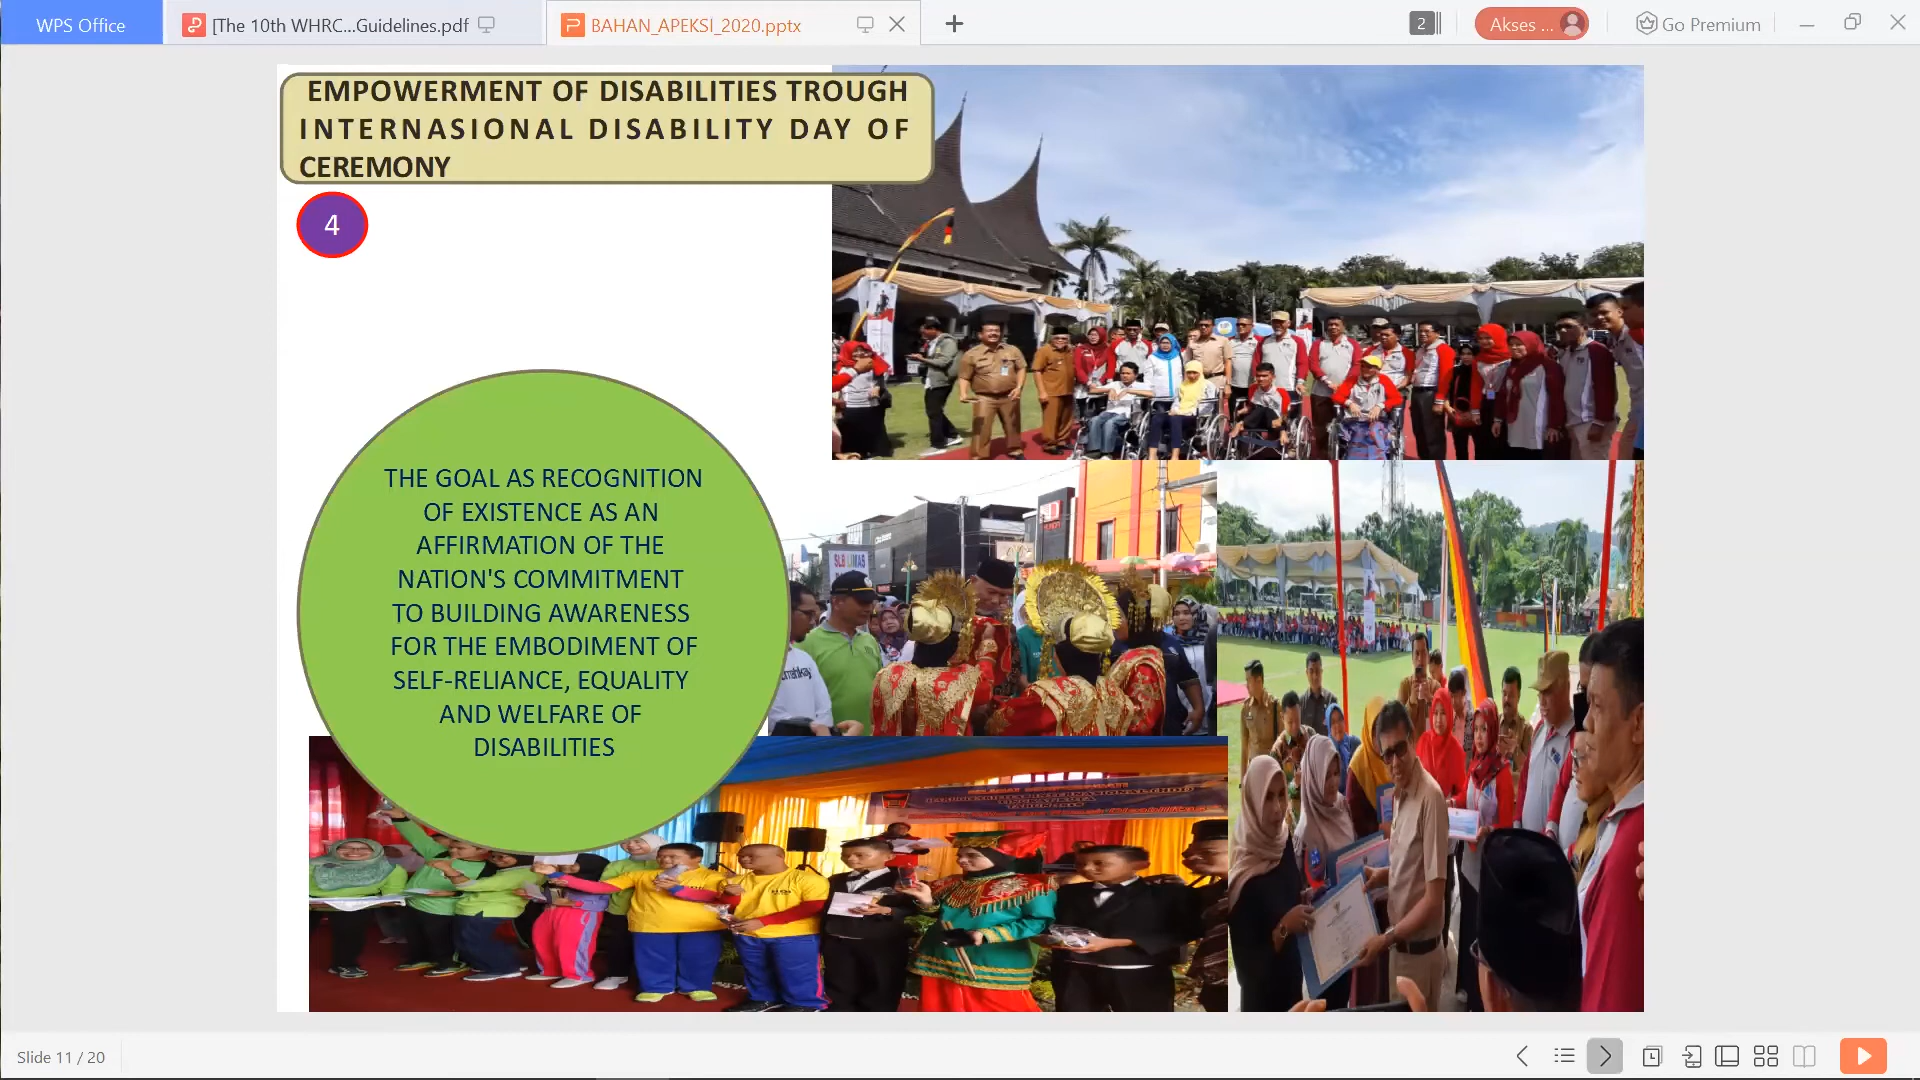 WPS Office
[The 10th WHRC...Guidelines.pdf
BAHAN_APEKSI_2020.pptx
2
Akses ...
Go Premium
EMPOWERMENT OF DISABILITIES TROUGH
INTERNASIONAL DISABILITY DAY OF
CEREMONY
4
THE GOAL AS RECOGNITION
OF EXISTENCE AS AN
AFFIRMATION OF THE
NATION'S COMMITMENT
TO BUILDING AWARENESS
FOR THE EMBODIMENT OF
SELF-RELIANCE, EQUALITY
AND WELFARE OF
DISABILITIES
Slide 11 / 20